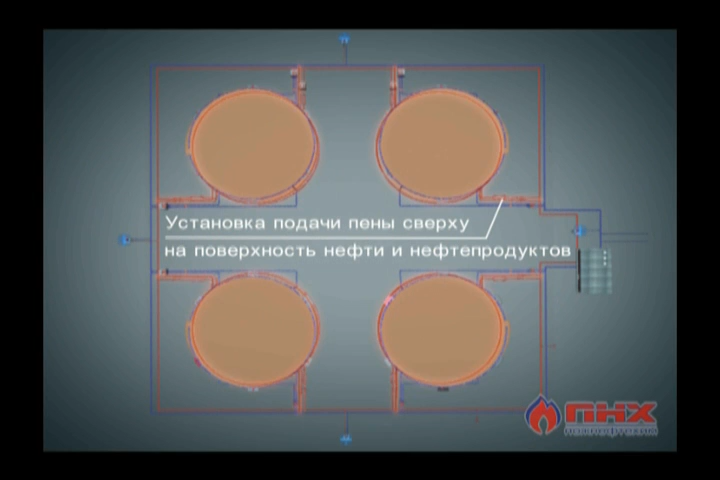 Установка подачи пены сверху
на поверхность нефти и нефтепродуктов
ПНХ